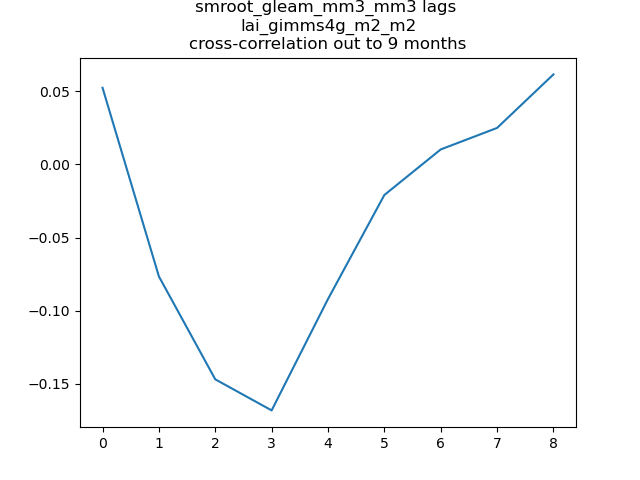 smroot_gleam_mm3_mm3 lags
lai_gimms4g_m2_m2
cross-correlation out to 9 months
0.05
0.00
−0.05
−0.10
−0.15
0 1 2 3 4 5 6 7 8